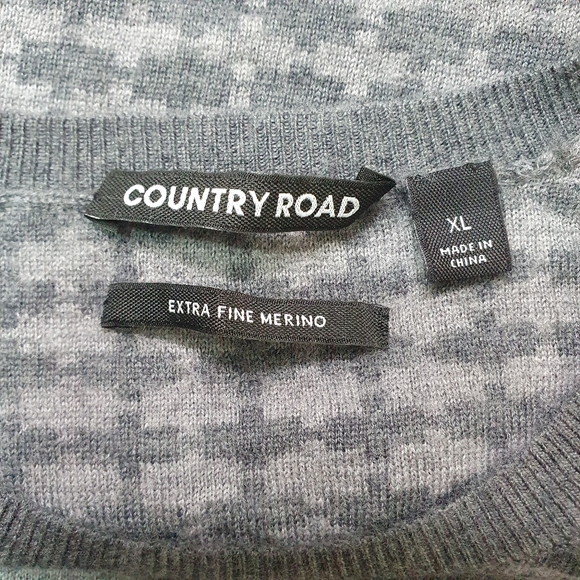 COUNTRY ROAD
XL
MADE IN
CHINA
EXTRA FINE MERINO